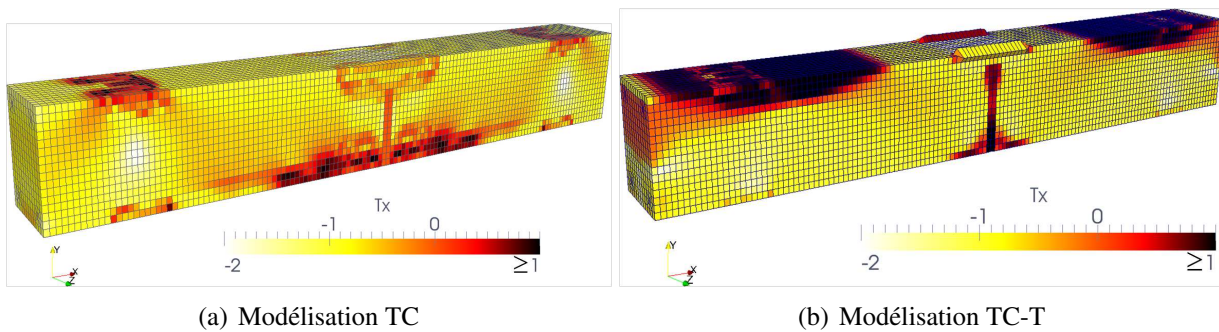 Tx
-1 0
-2 ≥1
Y
X
Z
Tx
-1 0
-2 ≥1
Y
X
Z
(a) Modélisation TC
(b) Modélisation TC-T